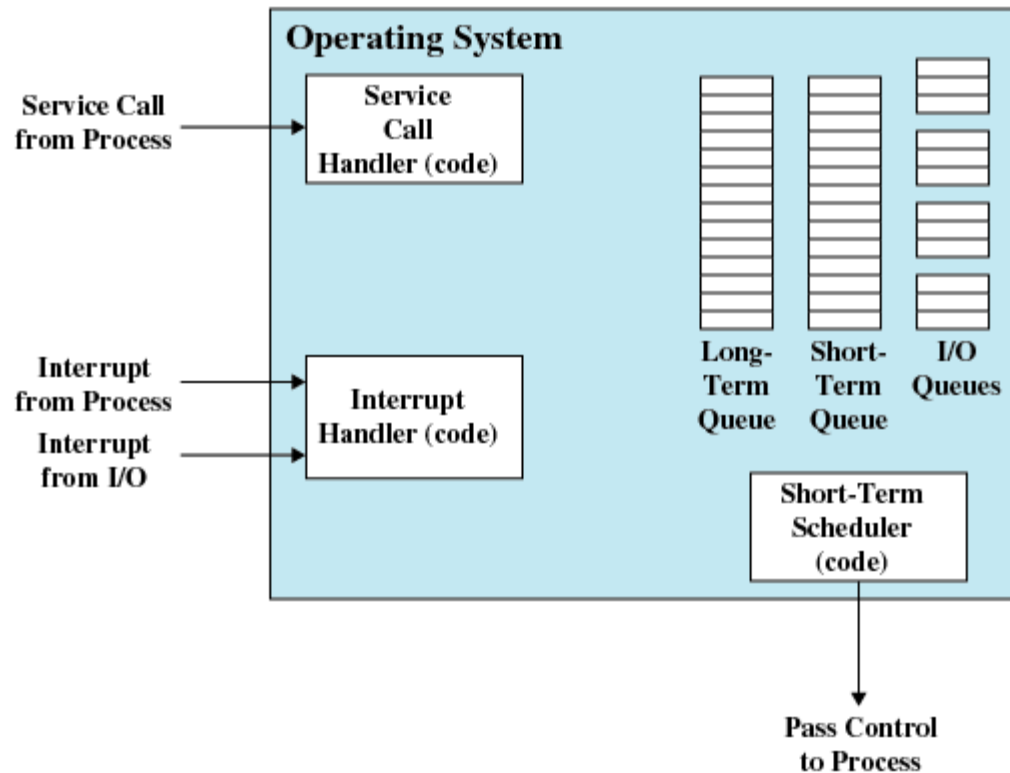 Operating System
Service Call
from Process
Service
Call
Handler (code)
Interrupt
from Process
Interrupt
from I/O
Interrupt
Handler (code)
Long-
Term
Queue
Short-
Term
Queue
I/O
Queues
Short-Term
Scheduler
(code)
Pass Control
to Process